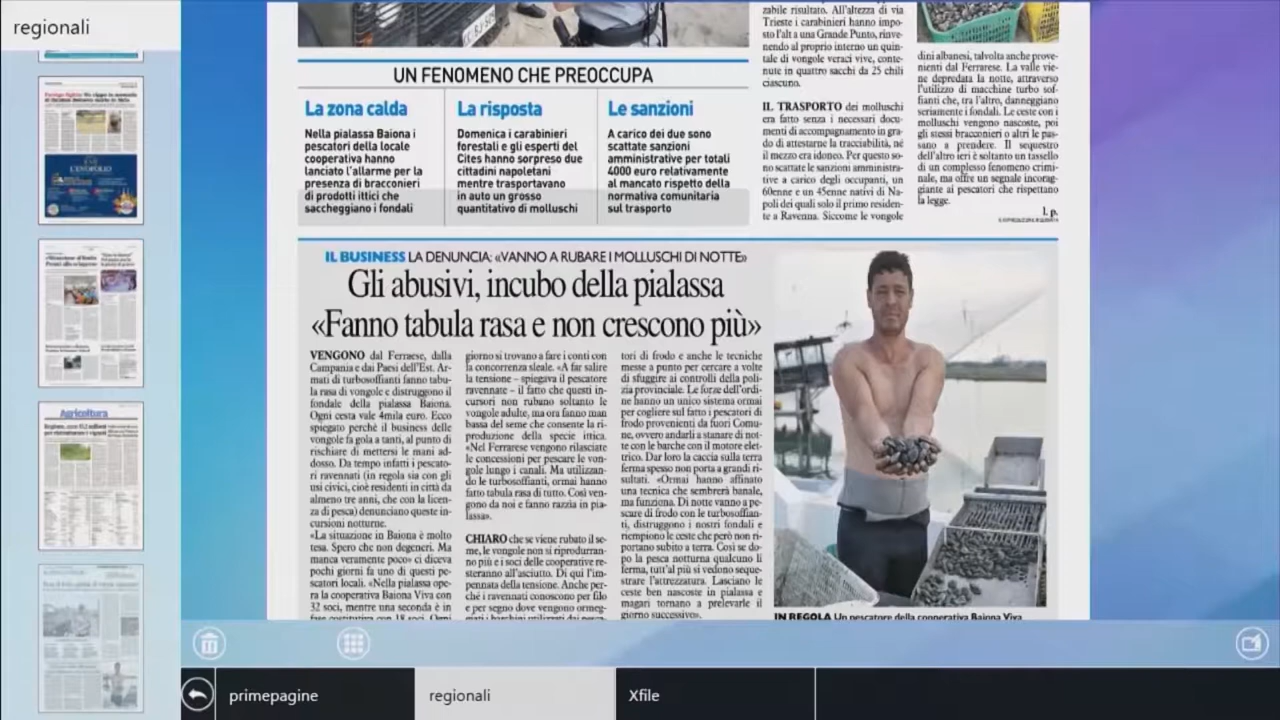 regionali
Agricoltura
UN FENOMENO CHE PREOCCUPA
La zona calda
Nella pialassa Baiona i
pescatori della locale
cooperativa hanno
lanciato l'allarme per la
presenza di bracconieri
di prodotti ittici che
saccheggiano i fondali
La risposta
Domenica i carabinieri
forestali e gli esperti del
Cites hanno sorpreso due
cittadini napoletani
mentre trasportavano
in auto un grosso
quantitativo di molluschi
Le sanzioni
A carico dei due sono
scattate sanzioni
amministrative per totali
4000 euro relativamente
al mancato rispetto della
normativa comunitaria
sul trasporto
zabile risultato. All'altezza di via
Trieste i carabinieri hanno impo-
sto l'alt a una Grande Punto, rinve-
nendo al proprio interno un quin-
tale di vongole veraci vive, conte-
nute in quattro sacchi da 25 chili
ciascuno.
IL TRASPORTO dei molluschi
era fatto senza i necessari docu-
menti di accompagnamento in gra-
do di attestarne la tracciabilità, né
il mezzo era idoneo. Per questo so-
no scattate le sanzioni amministra-
tive a carico degli occupanti, un
60enne e un 45enne nativi di Na-
poli dei quali solo il primo residen-
te a Ravenna. Siccome le vongole
dini albanesi, talvolta anche prove-
nienti dal Ferrarese. La valle vie-
ne depredata la notte, attraverso
l'utilizzo di macchine turbo sof-
fianti che, tra l'altro, danneggiano
seriamente i fondali. Le ceste con i
molluschi vengono nascoste, poi
gli stessi bracconieri o altri le pas-
sano a prendere. Il sequestro
dell'altro ieri è soltanto un tassello
di un complesso fenomeno crimi-
nale, ma offre un segnale incorag-
giante ai pescatori che rispettano
la legge.
l. p.
IL BUSINESS LA DENUNCIA: «VANNO A RUBARE I MOLLUSCHI DI NOTTE»
Gli abusivi, incubo della pialassa
«Fanno tabula rasa e non crescono più»
VENGONO dal Ferraese, dalla
Campania e dai Paesi dell'Est. Ar-
mati di turbosoffianti fanno tabu-
la rasa di vongole e distruggono il
fondale della pialassa Baiona.
Ogni cesta vale 4mila euro. Ecco
spiegato perché il business delle
vongole fa gola a tanti, al punto di
rischiare di mettersi le mani ad-
dosso. Da tempo infatti i pescato-
ri ravennati (in regola sia con gli
usi civici, cioè residenti in città da
almeno tre anni, che con la licen-
za di pesca) denunciano queste in-
cursioni notturne.
«La situazione in Baiona è molto
tesa. Spero che non degeneri. Ma
manca veramente poco» ci diceva
pochi giorni fa uno di questi pe-
scatori locali. «Nella pialassa ope-
ra la cooperativa Baiona Viva con
32 soci, mentre una seconda è in
fase costitutiva con 18 soci. Ogni
giorno si trovano a fare i conti con
la concorrenza sleale. «A far salire
la tensione – spiegava il pescatore
ravennate – il fatto che questi in-
cursori non rubano soltanto le
vongole adulte, ma ora fanno man
bassa del seme che consente la ri-
produzione della specie ittica.
«Nel Ferrarese vengono rilasciate
le concessioni per pescare le von-
gole lungo i canali. Ma utilizzan-
do le turbosoffianti, ormai hanno
fatto tabula rasa di tutto. Così ven-
gono da noi e fanno razzia in pia-
lassa».
CHIARO che se viene rubato il se-
me, le vongole non si riprodurran-
no più e i soci delle cooperative re-
steranno all'asciutto. Di qui l'im-
pennata della tensione. Anche per-
ché i ravennati conoscono per filo
e per segno dove vengono ormeg-
giati i barchini utilizzati dai pesca-
tori di frodo e anche le tecniche
messe a punto per cercare a volte
di sfuggire ai controlli della poli-
zia provinciale. Le forze dell'ordi-
ne hanno un unico sistema ormai
per cogliere sul fatto i pescatori di
frodo provenienti da fuori Comu-
ne, ovvero andarli a stanare di not-
te con le barche con il motore elet-
trico. Dar loro la caccia sulla terra
ferma spesso non porta a grandi ri-
sultati. «Ormai hanno affinato
una tecnica che sembrerà banale,
ma funziona. Di notte vanno a pe-
scare di frodo con le turbosoffian-
ti, distruggono i nostri fondali e
riempiono le ceste che però non ri-
portano subito a terra. Così se do-
po la pesca notturna qualcuno li
ferma, tutt'al più si vedono seque-
strare l'attrezzatura. Lasciano le
ceste ben nascoste in pialassa e
magari tornano a prelevarle il
giorno successivo».
IN REGOLA Un pescatore della cooperativa Baiona Viva
primepagine
regionali
Xfile